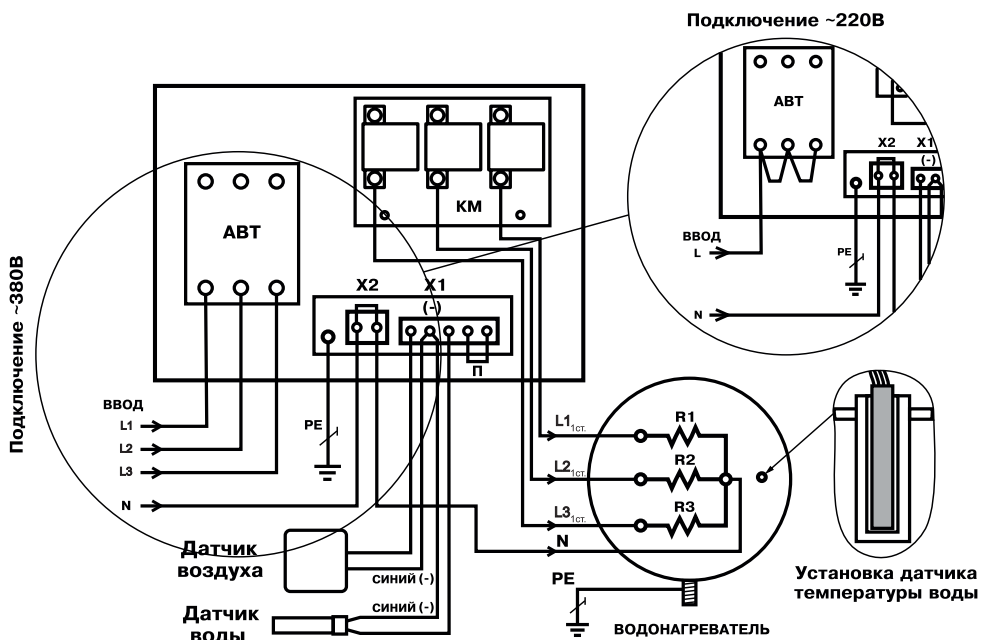 Подключение ~220В
АВТ
X2
X1
(-)
ВВОД
L
PE
N
КМ
АВТ
X2
X1
(-)
П
Подключение ~380В
ВВОД
L1
L2
L3
N
PE
L1 1ст.
L2 1ст.
L3 1ст.
N
PE
R1
R2
R3
Датчик
воздуха
синий (-)
синий (-)
Датчик
воды
ВОДОНАГРЕВАТЕЛЬ
Установка датчика
температуры воды